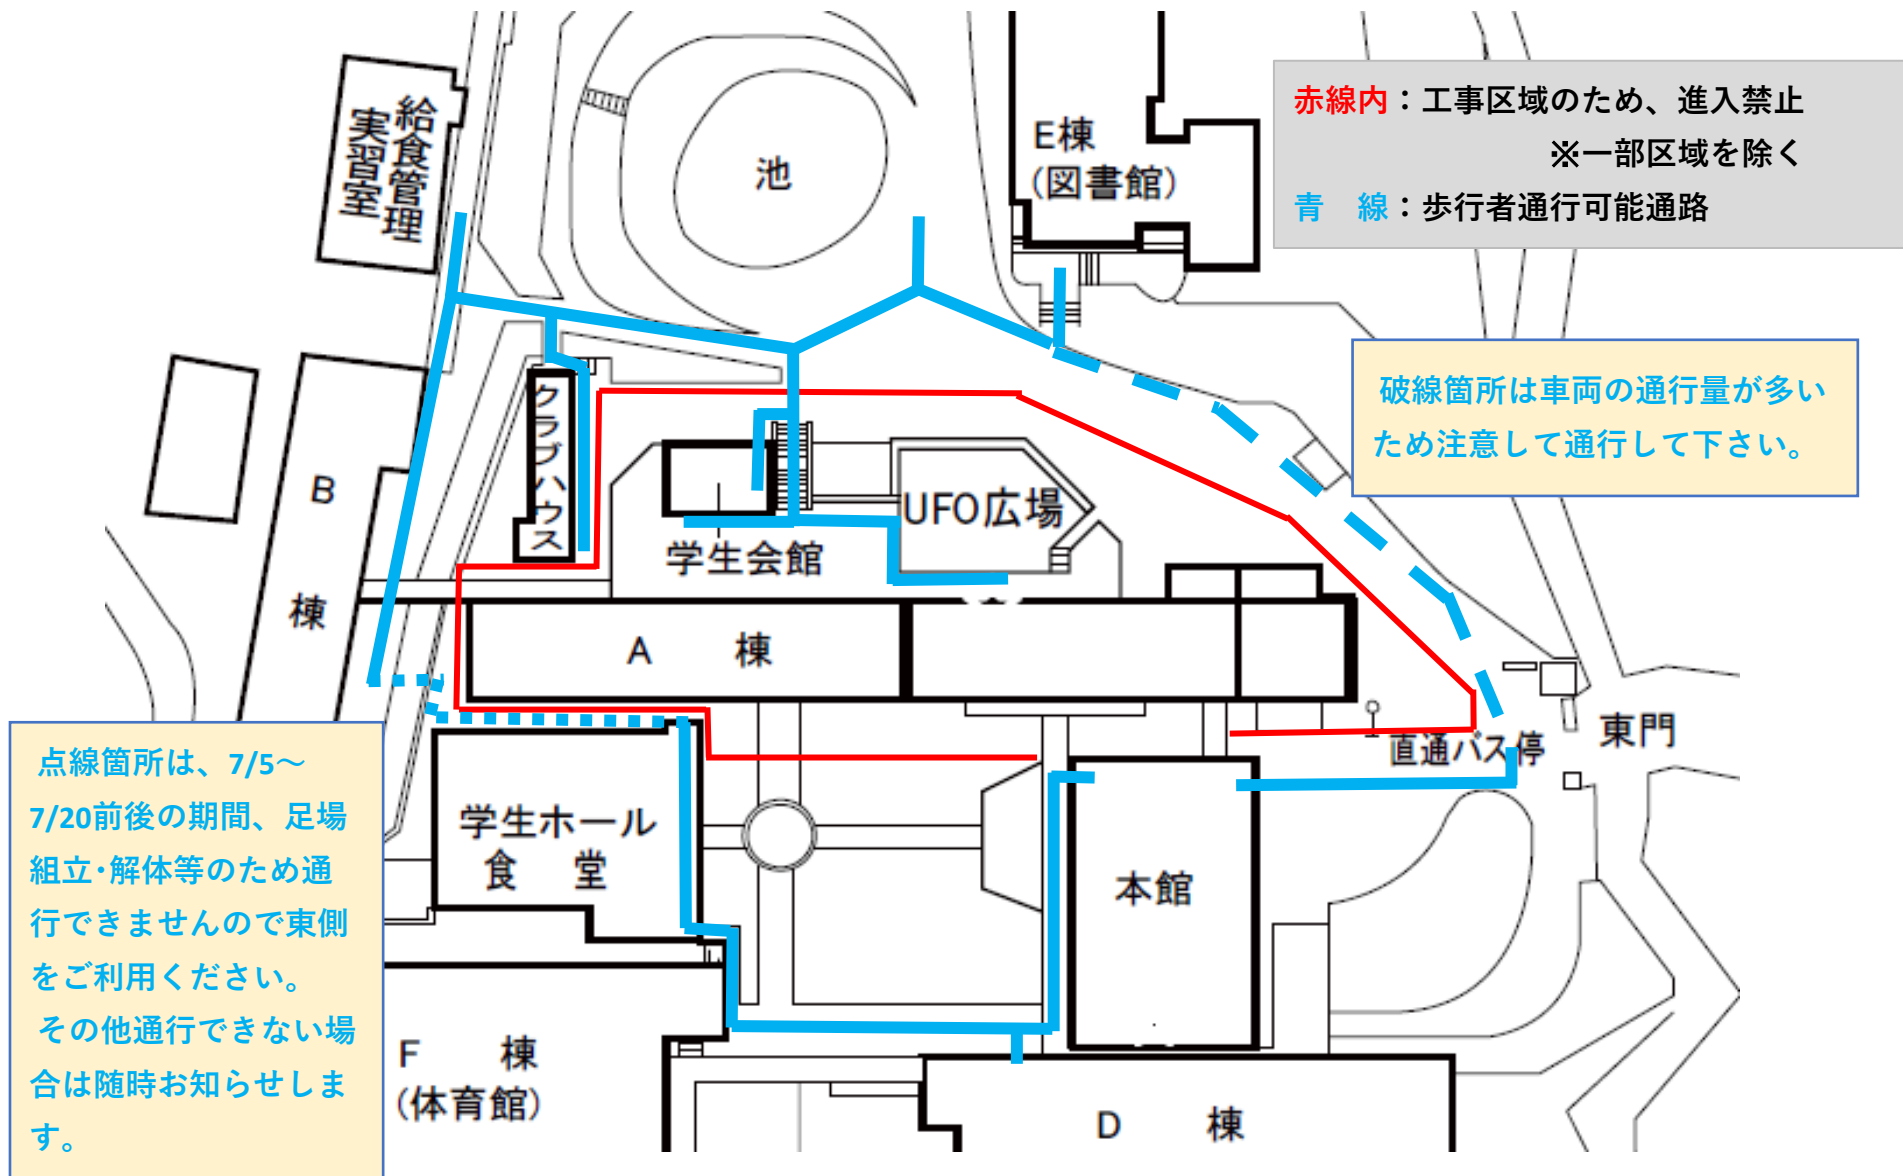 赤線内：工事区域のため、進入禁止
※一部区域を除く
青　線：歩行者通行可能通路
給食管理
実習室
池
E棟
(図書館)
破線箇所は車両の通行量が多い
ため注意して通行して下さい。
クラブハウス
B
棟
UFO広場
学生会館
A　棟
東門
直通バス停
点線箇所は、7/5～
7/20前後の期間、足場
組立･解体等のため通
行できませんので東側
をご利用ください。
その他通行できない場
合は随時お知らせしま
す。
学生ホール
食　堂
本館
F　棟
(体育館)
D　棟